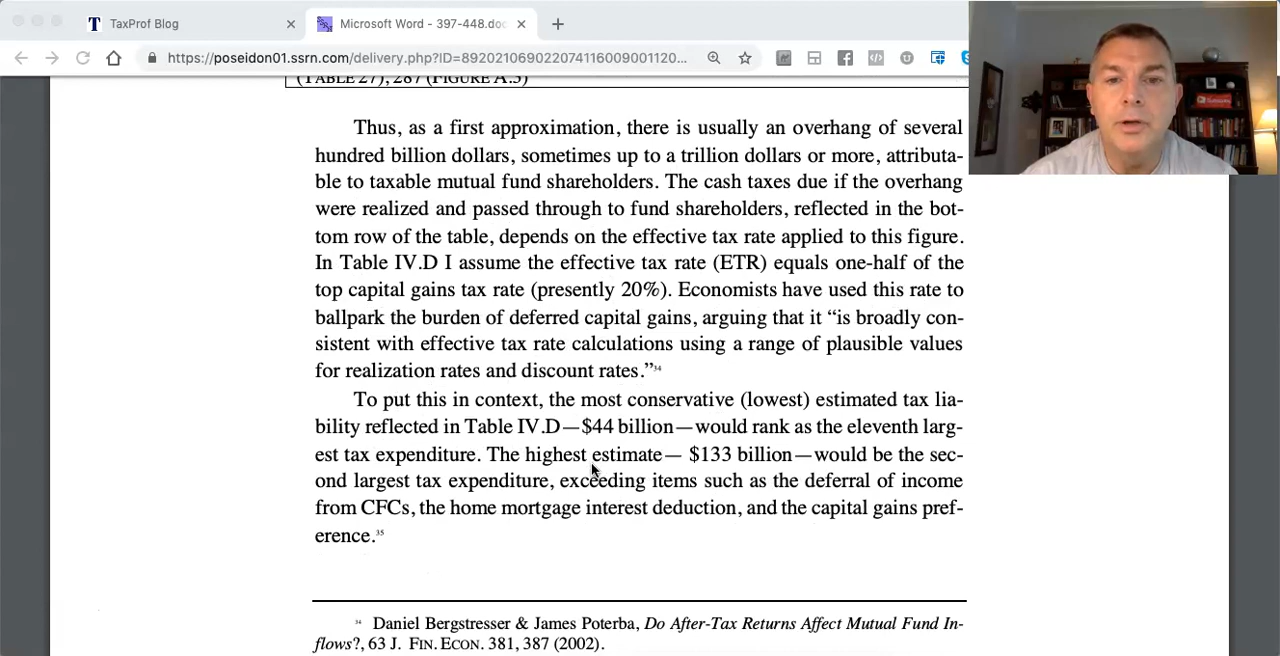 TaxProf Blog
Microsoft Word - 397-448.doc
https://poseidon01.ssrn.com/delivery.php?ID=89202106902207411600900112​0...
(TABLE 27), 287 (FIGURE A.5)
Thus, as a first approximation, there is usually an overhang of several
hundred billion dollars, sometimes up to a trillion dollars or more, attributa-
ble to taxable mutual fund shareholders. The cash taxes due if the overhang
were realized and passed through to fund shareholders, reflected in the bot-
tom row of the table, depends on the effective tax rate applied to this figure.
In Table IV.D I assume the effective tax rate (ETR) equals one-half of the
top capital gains tax rate (presently 20%). Economists have used this rate to
ballpark the burden of deferred capital gains, arguing that it “is broadly con-
sistent with effective tax rate calculations using a range of plausible values
for realization rates and discount rates.”34
To put this in context, the most conservative (lowest) estimated tax lia-
bility reflected in Table IV.D—$44 billion—would rank as the eleventh larg-
est tax expenditure. The highest estimate— $133 billion—would be the sec-
ond largest tax expenditure, exceeding items such as the deferral of income
from CFCs, the home mortgage interest deduction, and the capital gains pref-
erence.35
34 Daniel Bergstresser & James Poterba, Do After-Tax Returns Affect Mutual Fund In-
flows?, 63 J. FIN. ECON. 381, 387 (2002).